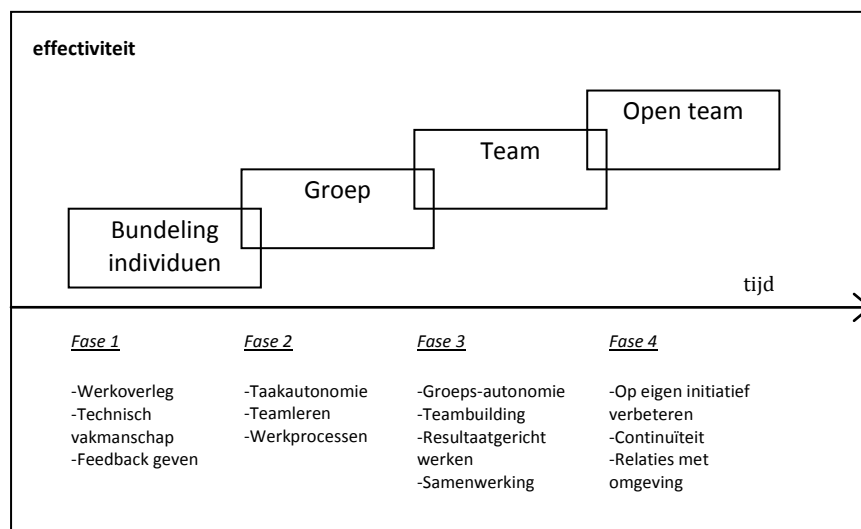 effectiviteit
Open team
Team
Groep
Bundeling
individuen
tijd
Fase 1
-Werkoverleg
-Technisch
vakmanschap
-Feedback geven
Fase 2
-Taakautonomie
-Teamleren
-Werkprocessen
Fase 3
-Groeps-autonomie
-Teambuilding
-Resultaatgericht
werken
-Samenwerking
Fase 4
-Op eigen initiatief
verbeteren
-Continuïteit
-Relaties met
omgeving